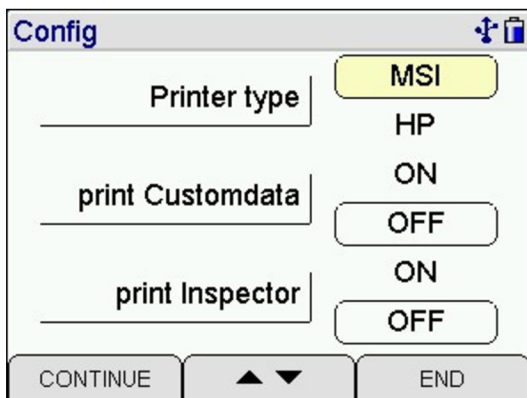 Config
Printer type
MSI
HP
print Customdata
ON
OFF
print Inspector
ON
OFF
CONTINUE
END